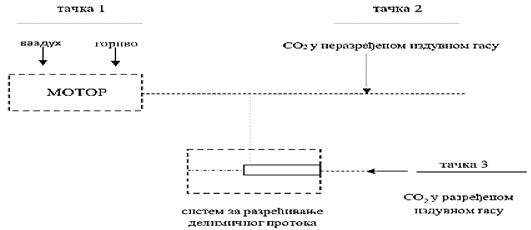 тачка 1
тачка 2
ваздух
гориво
CO2 у неразређеном издувном гасу
МОТОР
тачка 3
CO2 у разређеном
издувном гасу
систем за разређивање
делимичног протока